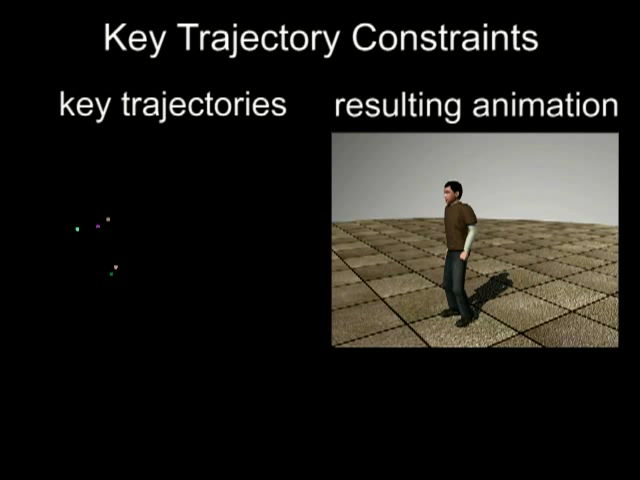 Key Trajectory Constraints
key trajectories
resulting animation